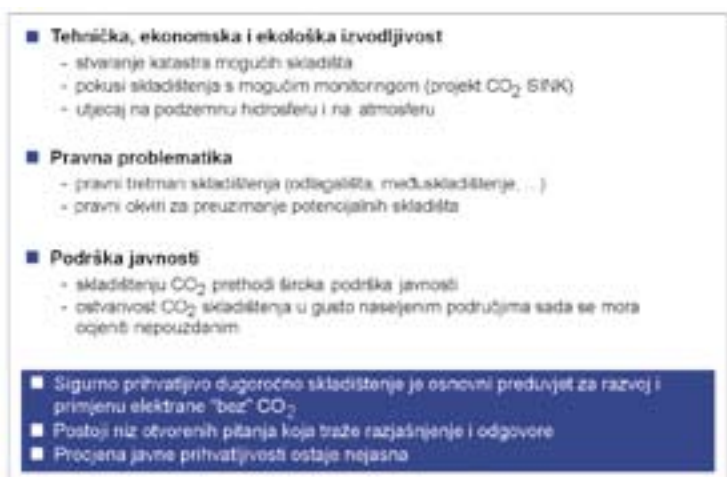 Tehnička, ekonomska i ekološka izvodljivost
- stvaranje katastra mogućih skladišta
- pokusi skladištenja s mogućim monitoringom (projekt CO2 SINK)
- utjecaj na podzemnu hidrosferu i na atmosferu
Pravna problematika
- pravni tretman skladištenja (odlagališta, međuskladištenje, ...)
- pravni okviri za preuzimanje potencijalnih skladišta
Podrška javnosti
- skladištenju CO2 prethodi široka podrška javnosti
- ostvarivost CO2 skladištenja u gusto naseljenim područjima sada se mora
ocjeniti nepouzdanim
Sigurno prihvatljivo dugoročno skladištenje je osnovni preduvjet za razvoj i
primjenu elektrane "bez" CO2
Postoji niz otvorenih pitanja koja traže razjašnjenje i odgovore
Procjena javne prihvatljivosti ostaje nejasna